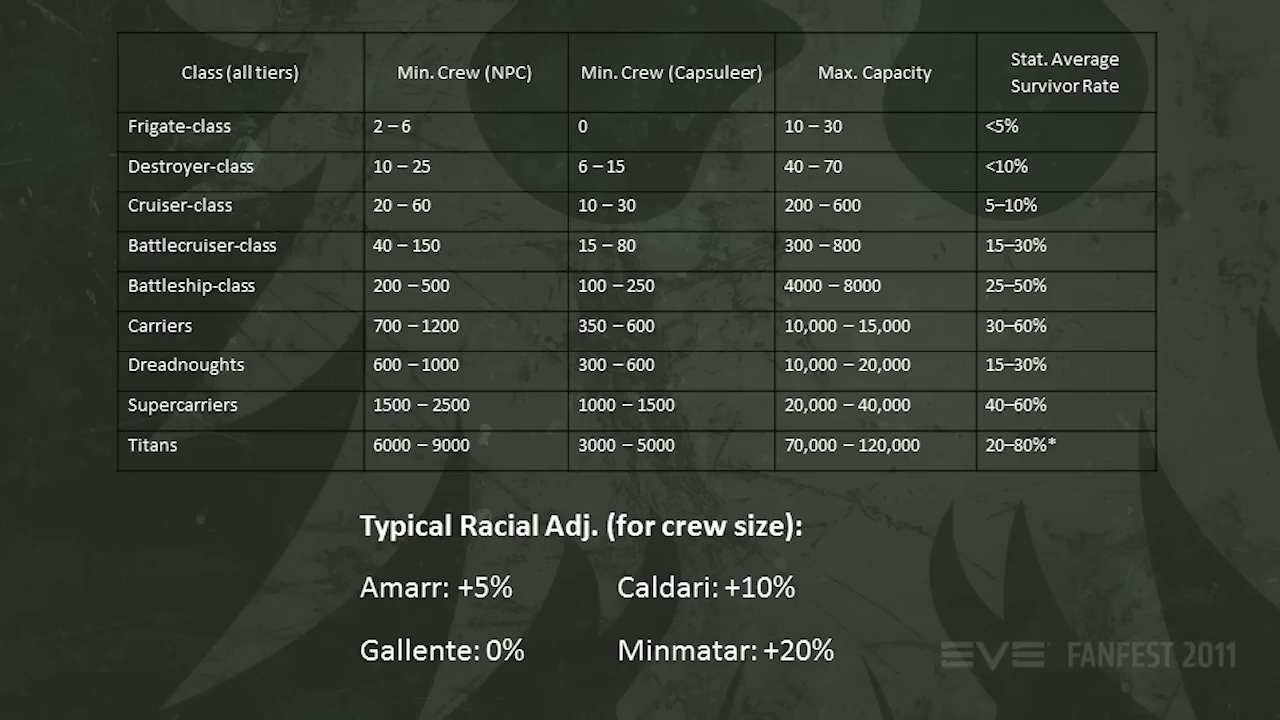 Class (all tiers) Min. Crew (NPC) Min. Crew (Capsuleer) Max. Capacity Stat. Average Survivor Rate
Frigate-class 2 – 6 0 10 – 30 <5%
Destroyer-class 10 – 25 6 – 15 40 – 70 <10%
Cruiser-class 20 – 60 10 – 30 200 – 600 5–10%
Battlecruiser-class 40 – 150 15 – 80 300 – 800 15–30%
Battleship-class 200 – 500 100 – 250 4000 – 8000 25–50%
Carriers 700 – 1200 350 – 600 10,000 – 15,000 30–60%
Dreadnoughts 600 – 1000 300 – 600 10,000 – 20,000 15–30%
Supercarriers 1500 – 2500 1000 – 1500 20,000 – 40,000 40–60%
Titans 6000 – 9000 3000 – 5000 70,000 – 120,000 20–80%*
Typical Racial Adj. (for crew size):
Amarr: +5% Caldari: +10%
Gallente: 0% Minmatar: +20%
EVE FANFEST 2011